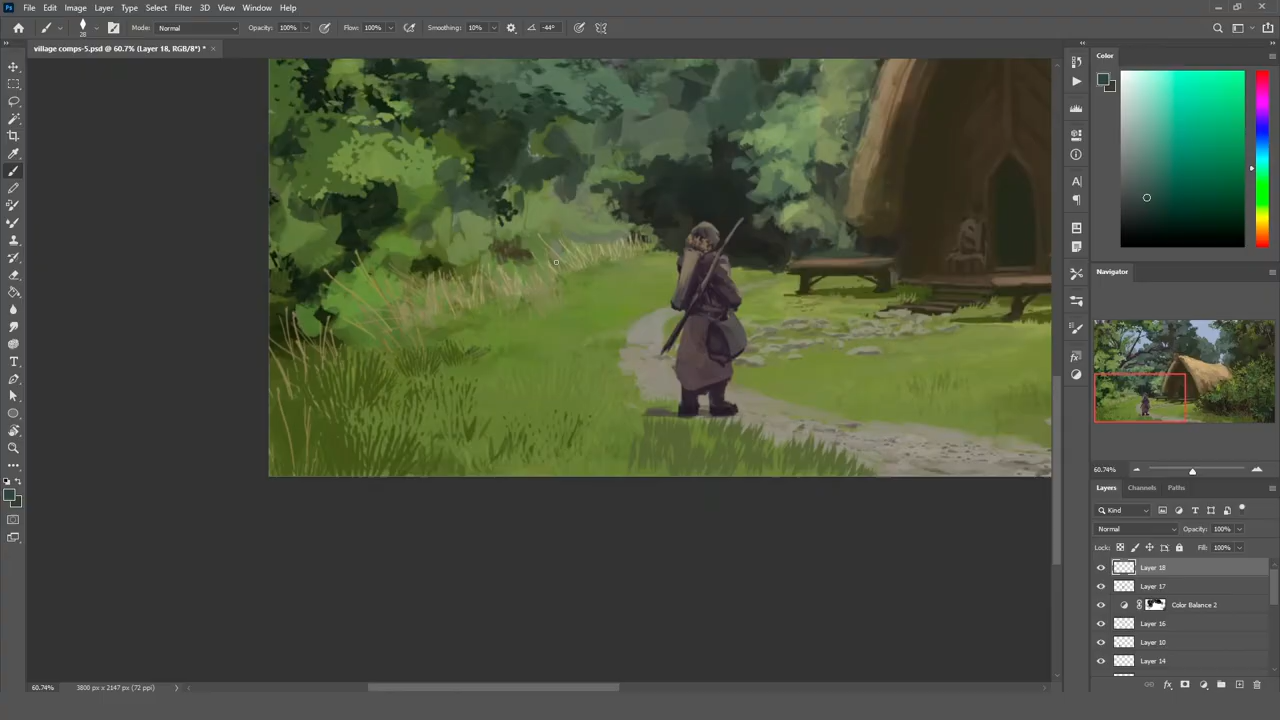 Ps File Edit Image Layer Type Select Filter 3D View Window Help
28 Mode: Normal Opacity: 100% Flow: 100% Smoothing: 10% -44°
village comps-5.psd @ 60.7% (Layer 18, RGB/8*) * ×
Color
Navigator
60.74%
Layers Channels Paths
Kind
Normal Opacity: 100%
Lock: Fill: 100%
Layer 18
Layer 17
Color Balance 2
Layer 16
Layer 10
Layer 14
60.74% 3800 px x 2147 px (72 ppi)